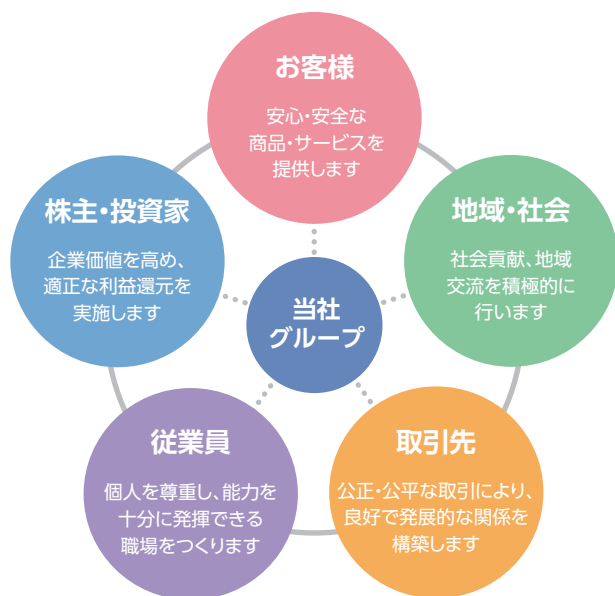 お客様
安心・安全な
商品・サービスを
提供します
株主・投資家
企業価値を高め、
適正な利益還元を
実施します
地域・社会
社会貢献、地域
交流を積極的に
行います
当社
グループ
従業員
個人を尊重し、能力を
十分に発揮できる
職場をつくります
取引先
公正・公平な取引により、
良好で発展的な関係を
構築します